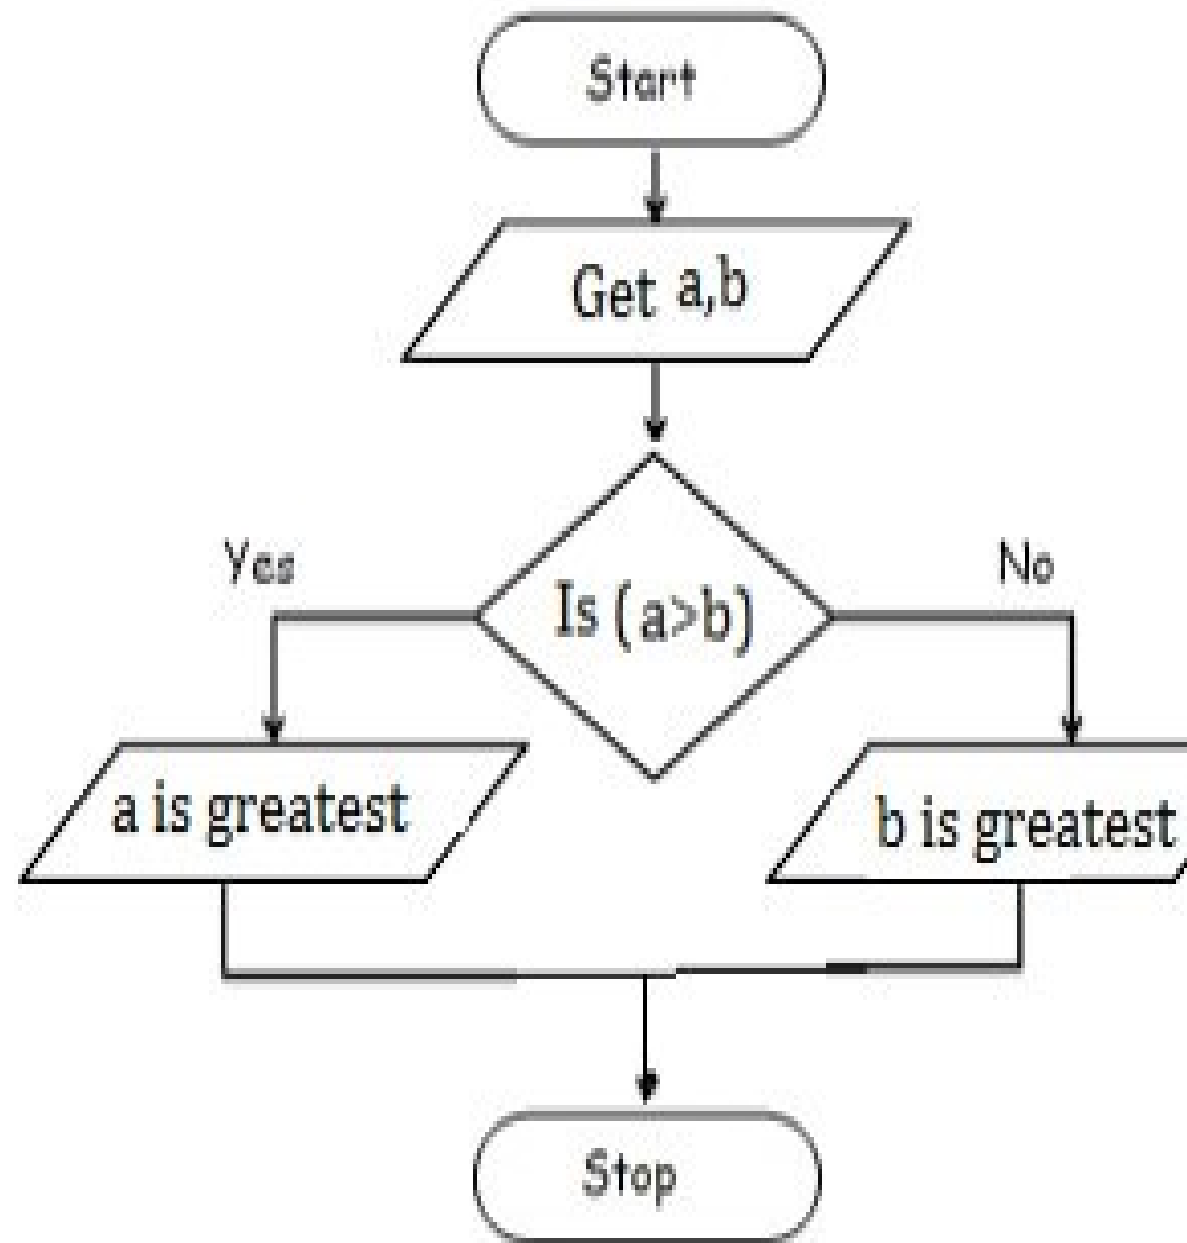 Start
Get a,b
Yes
No
Is (a>b)
a is greatest
b is greatest
Stop